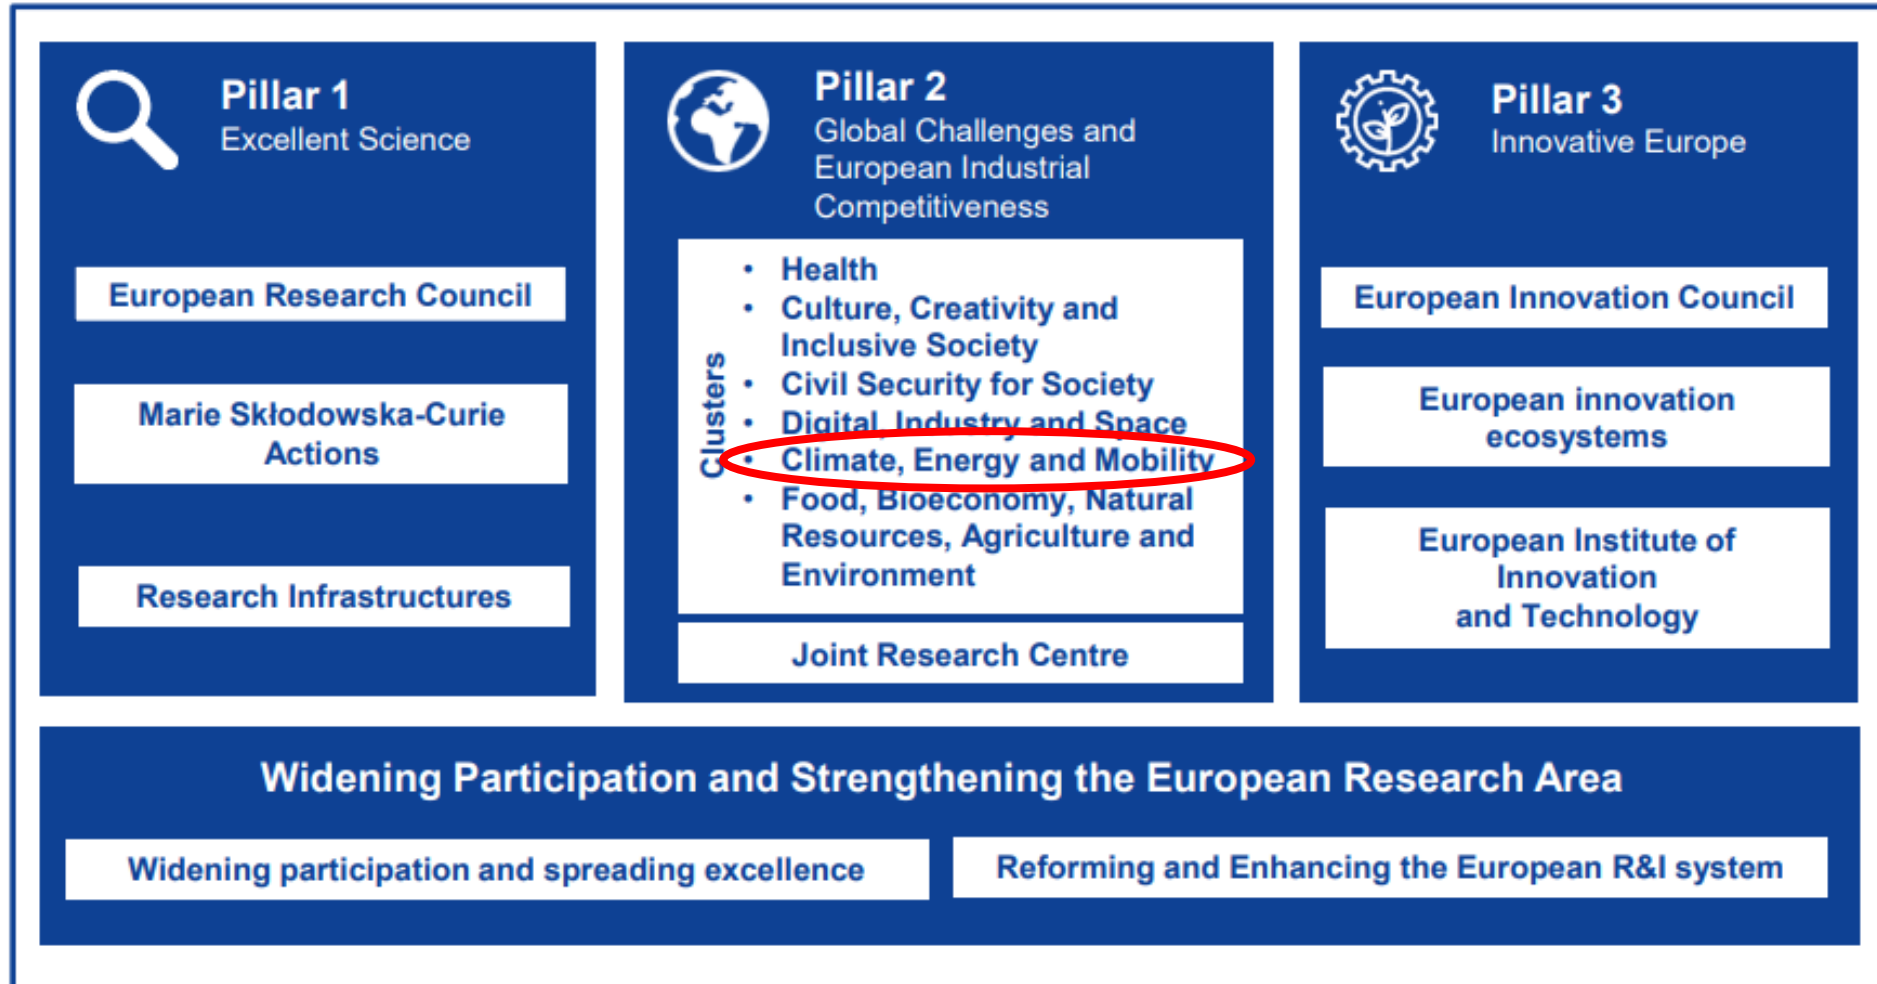 Pillar 1
Excellent Science
European Research Council
Marie Skłodowska-Curie
Actions
Research Infrastructures
Pillar 2
Global Challenges and
European Industrial
Competitiveness
Clusters
• Health
• Culture, Creativity and
Inclusive Society
• Civil Security for Society
• Digital, Industry and Space
• Climate, Energy and Mobility
• Food, Bioeconomy, Natural
Resources, Agriculture and
Environment
Joint Research Centre
Pillar 3
Innovative Europe
European Innovation Council
European innovation
ecosystems
European Institute of
Innovation
and Technology
Widening Participation and Strengthening the European Research Area
Widening participation and spreading excellence
Reforming and Enhancing the European R&I system